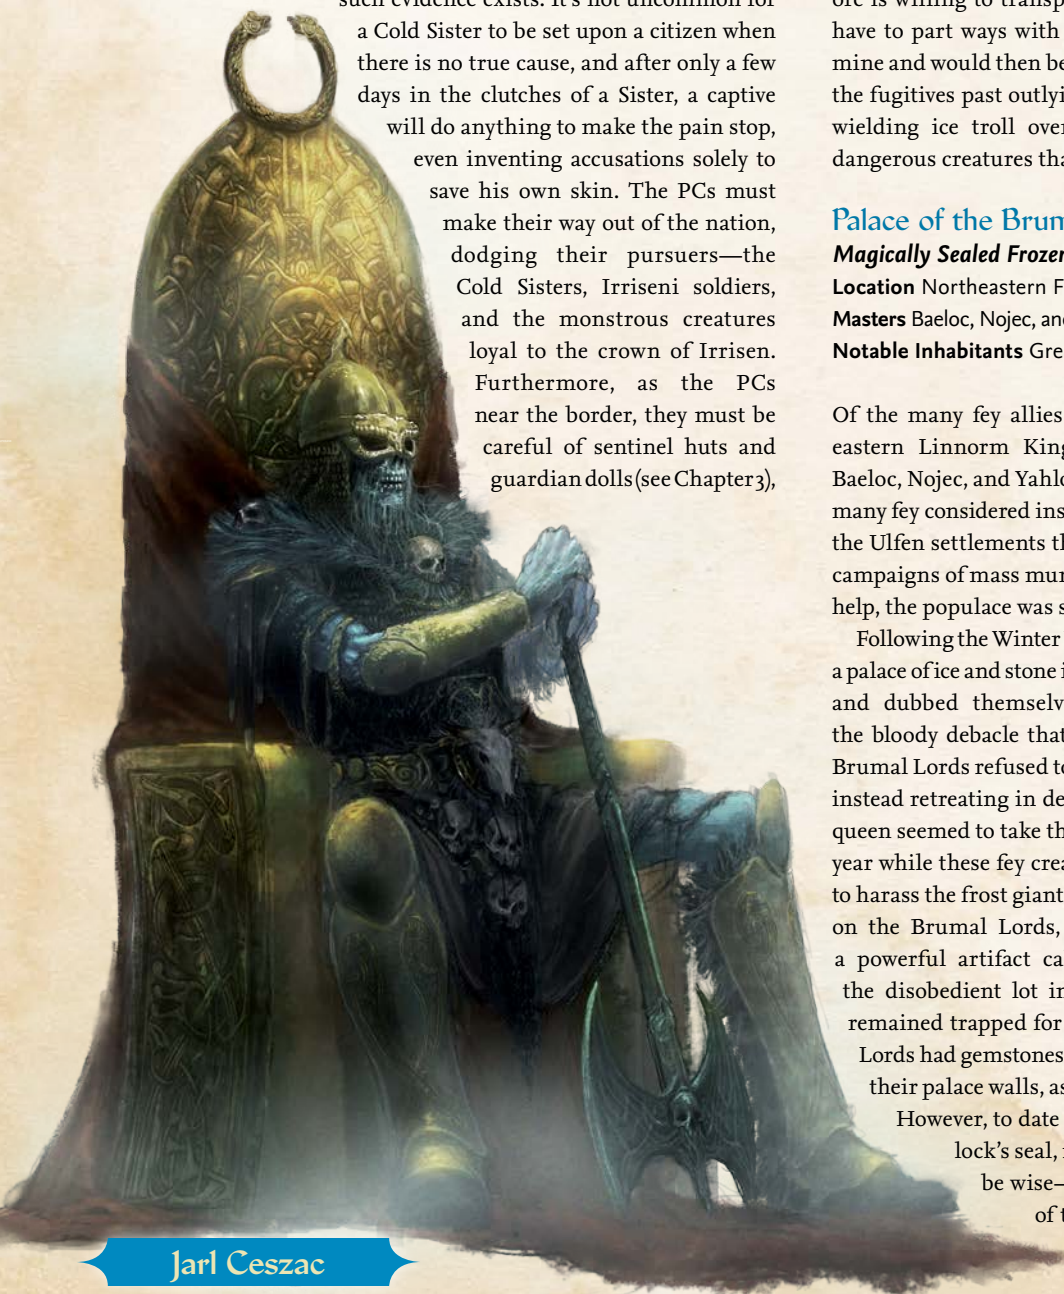 such evidence exists. It's not uncommon for
a Cold Sister to be set upon a citizen when
there is no true cause, and after only a few
days in the clutches of a Sister, a captive
will do anything to make the pain stop,
even inventing accusations solely to
save his own skin. The PCs must
make their way out of the nation,
dodging their pursuers—the
Cold Sisters, Irriseni soldiers,
and the monstrous creatures
loyal to the crown of Irrisen.
Furthermore, as the PCs
near the border, they must be
careful of sentinel huts and
guardian dolls (see Chapter 3),
Jarl Ceszac
ore is willing to transp
have to part ways with
mine and would then be
the fugitives past outlyi
wielding ice troll over
dangerous creatures tha
Palace of the Brum
Magically Sealed Frozen
Location Northeastern F
Masters Baeloc, Nojec, and
Notable Inhabitants Gre
Of the many fey allies
eastern Linnorm King
Baeloc, Nojec, and Yahlo
many fey considered ins
the Ulfen settlements th
campaigns of mass mur
help, the populace was s
Following the Winter
a palace of ice and stone i
and dubbed themselv
the bloody debacle that
Brumal Lords refused to
instead retreating in de
queen seemed to take th
year while these fey crea
to harass the frost giant
on the Brumal Lords,
a powerful artifact ca
the disobedient lot in
remained trapped for
Lords had gemstones
their palace walls, as
However, to date
lock's seal,
be wise—
of t